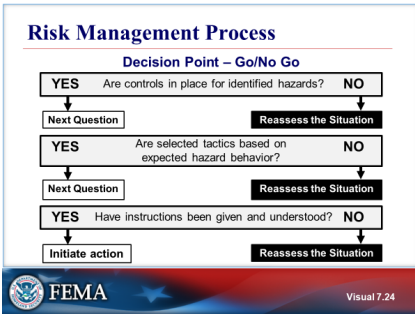 Risk Management Process
Decision Point – Go/No Go
YES Are controls in place for identified hazards? NO
Next Question Reassess the Situation
YES Are selected tactics based on expected hazard behavior? NO
Next Question Reassess the Situation
YES Have instructions been given and understood? NO
Initiate action Reassess the Situation
FEMA
Visual 7.24